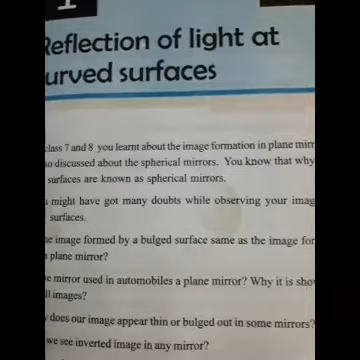 Reflection of light at
urved surfaces
class 7 and 8 you learnt about the image formation in plane mirr
so discussed about the spherical mirrors. You know that why
surfaces are known as spherical mirrors.
might have got many doubts while observing your imag
surfaces.
he image formed by a bulged surface same as the image for
plane mirror?
e mirror used in automobiles a plane mirror? Why it is sho
ll images?
does our image appear thin or bulged out in some mirrors?
we see inverted image in any mirror?